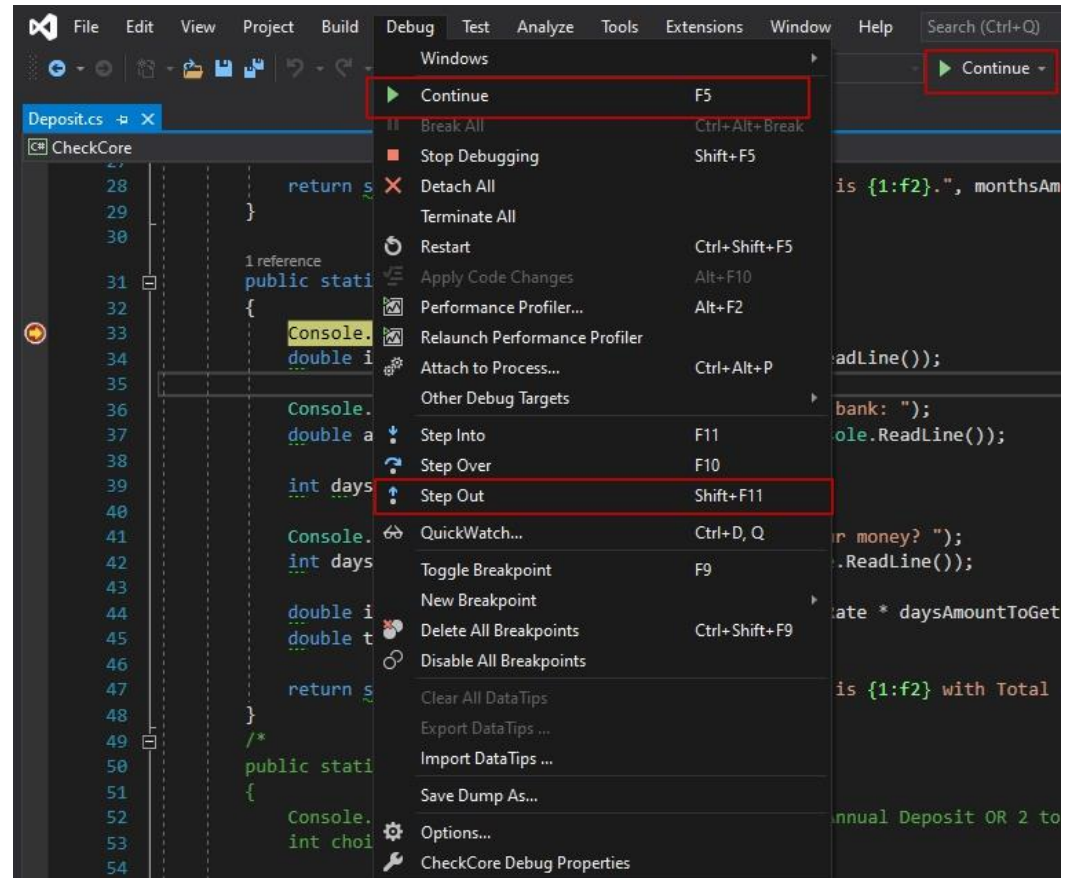 File Edit View Project Build Debug Test Analyze Tools Extensions Window Help Search (Ctrl+Q)
Continue
Deposit.cs
C# CheckCore
Windows
Continue F5
Break All Ctrl+Alt+Break
Stop Debugging Shift+F5
Detach All
Terminate All
Restart Ctrl+Shift+F5
Apply Code Changes Alt+F10
Performance Profiler... Alt+F2
Relaunch Performance Profiler
Attach to Process... Ctrl+Alt+P
Other Debug Targets
Step Into F11
Step Over F10
Step Out Shift+F11
QuickWatch... Ctrl+D, Q
Toggle Breakpoint F9
New Breakpoint
Delete All Breakpoints Ctrl+Shift+F9
Disable All Breakpoints
Clear All DataTips
Export DataTips ...
Import DataTips ...
Save Dump As...
Options...
CheckCore Debug Properties
27
28 return s is {1:f2}.", monthsAm
29 }
30
1 reference
31 public stati
32 {
33 Console.
34 double i adLine());
35
36 Console. bank: ");
37 double a ole.ReadLine());
38
39 int days
40
41 Console. r money? ");
42 int days .ReadLine());
43
44 double i ate * daysAmountToGet
45 double t
46
47 return s is {1:f2} with Total
48 }
49 /*
50 public stati
51 {
52 Console. nnual Deposit OR 2 to
53 int choi
54